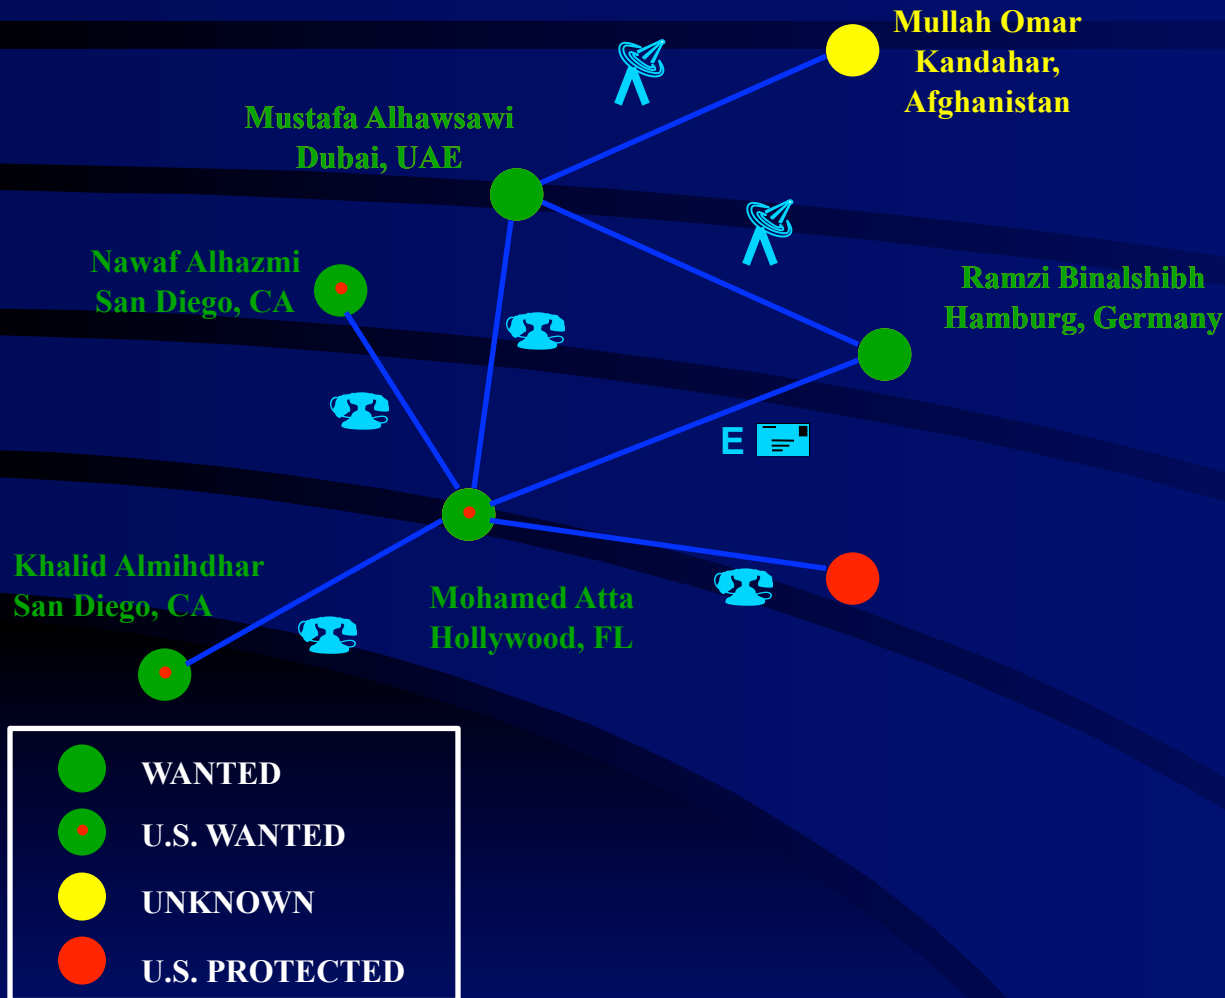 Mullah Omar
Kandahar,
Afghanistan
Mustafa Alhawsawi
Dubai, UAE
Nawaf Alhazmi
San Diego, CA
Ramzi Binalshibh
Hamburg, Germany
E
Khalid Almihdhar
San Diego, CA
Mohamed Atta
Hollywood, FL
WANTED
U.S. WANTED
UNKNOWN
U.S. PROTECTED